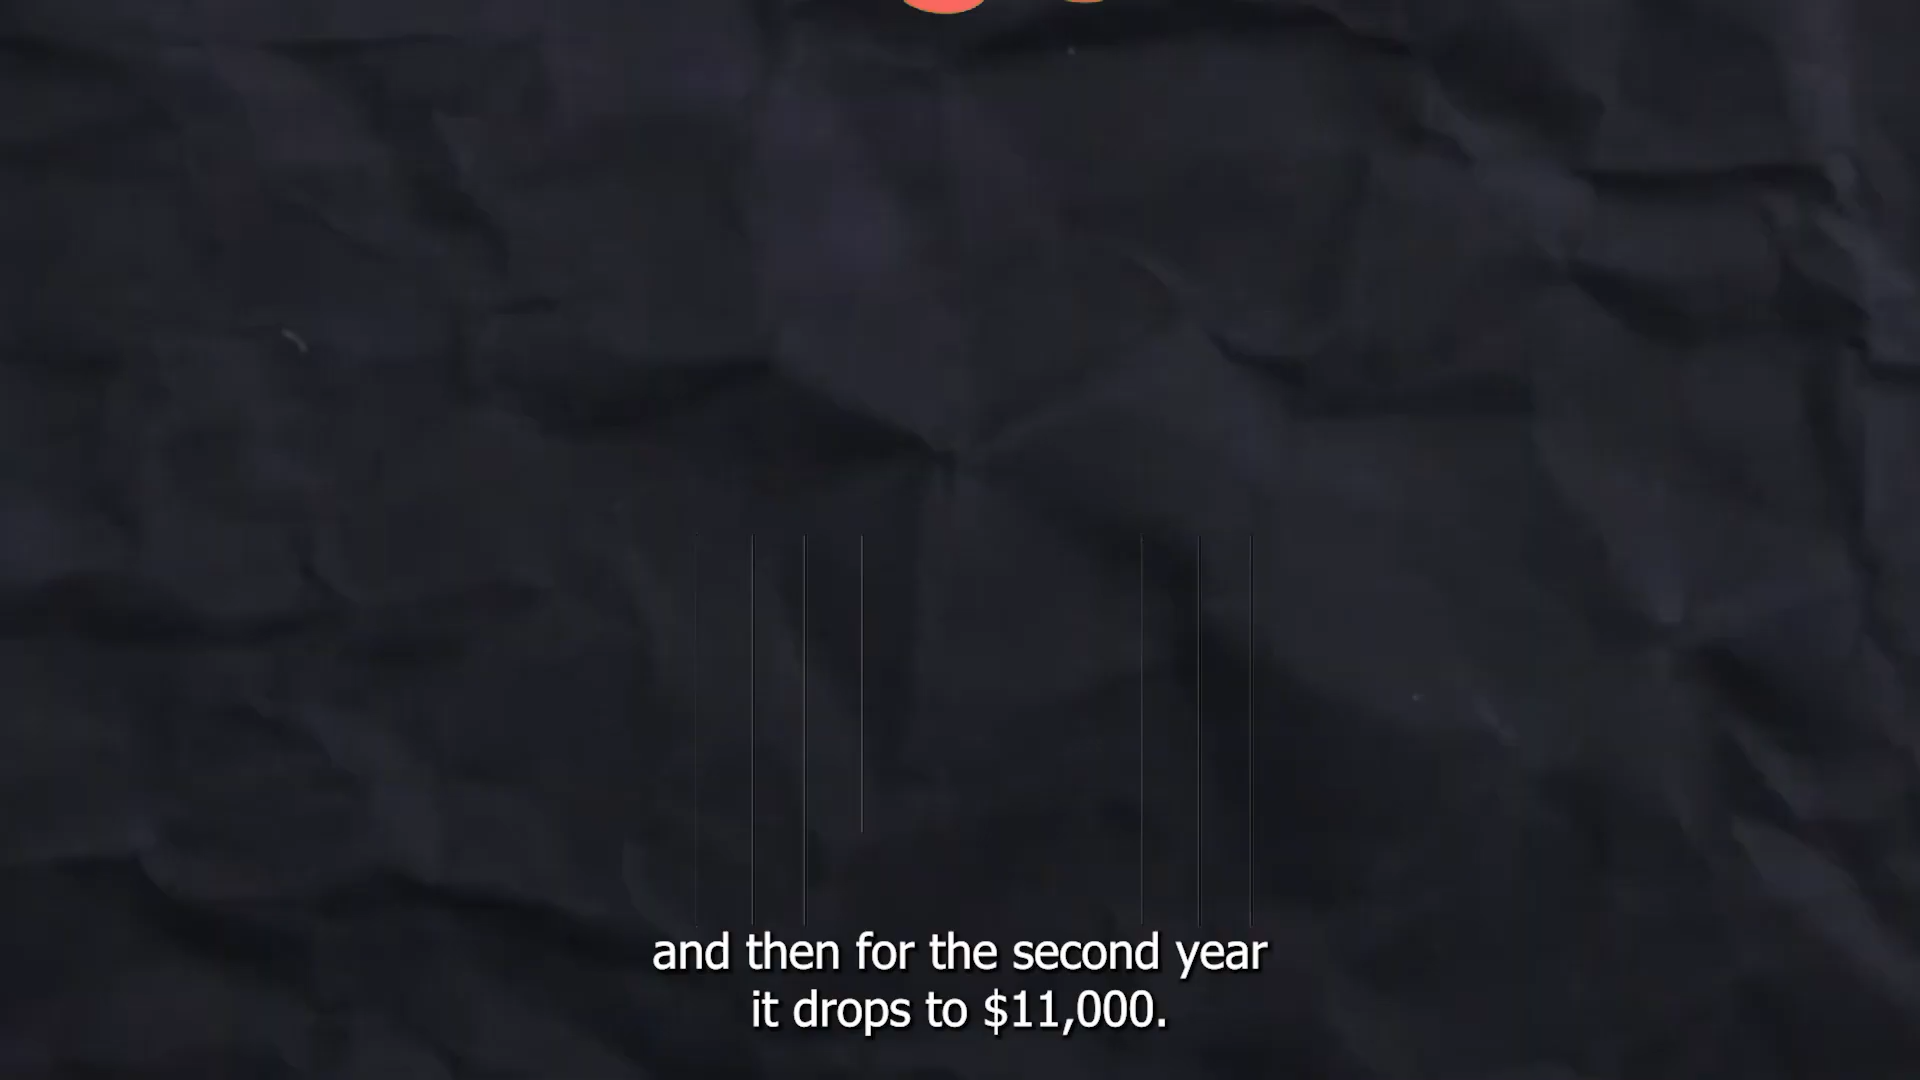 and then for the second year
it drops to $11,000.